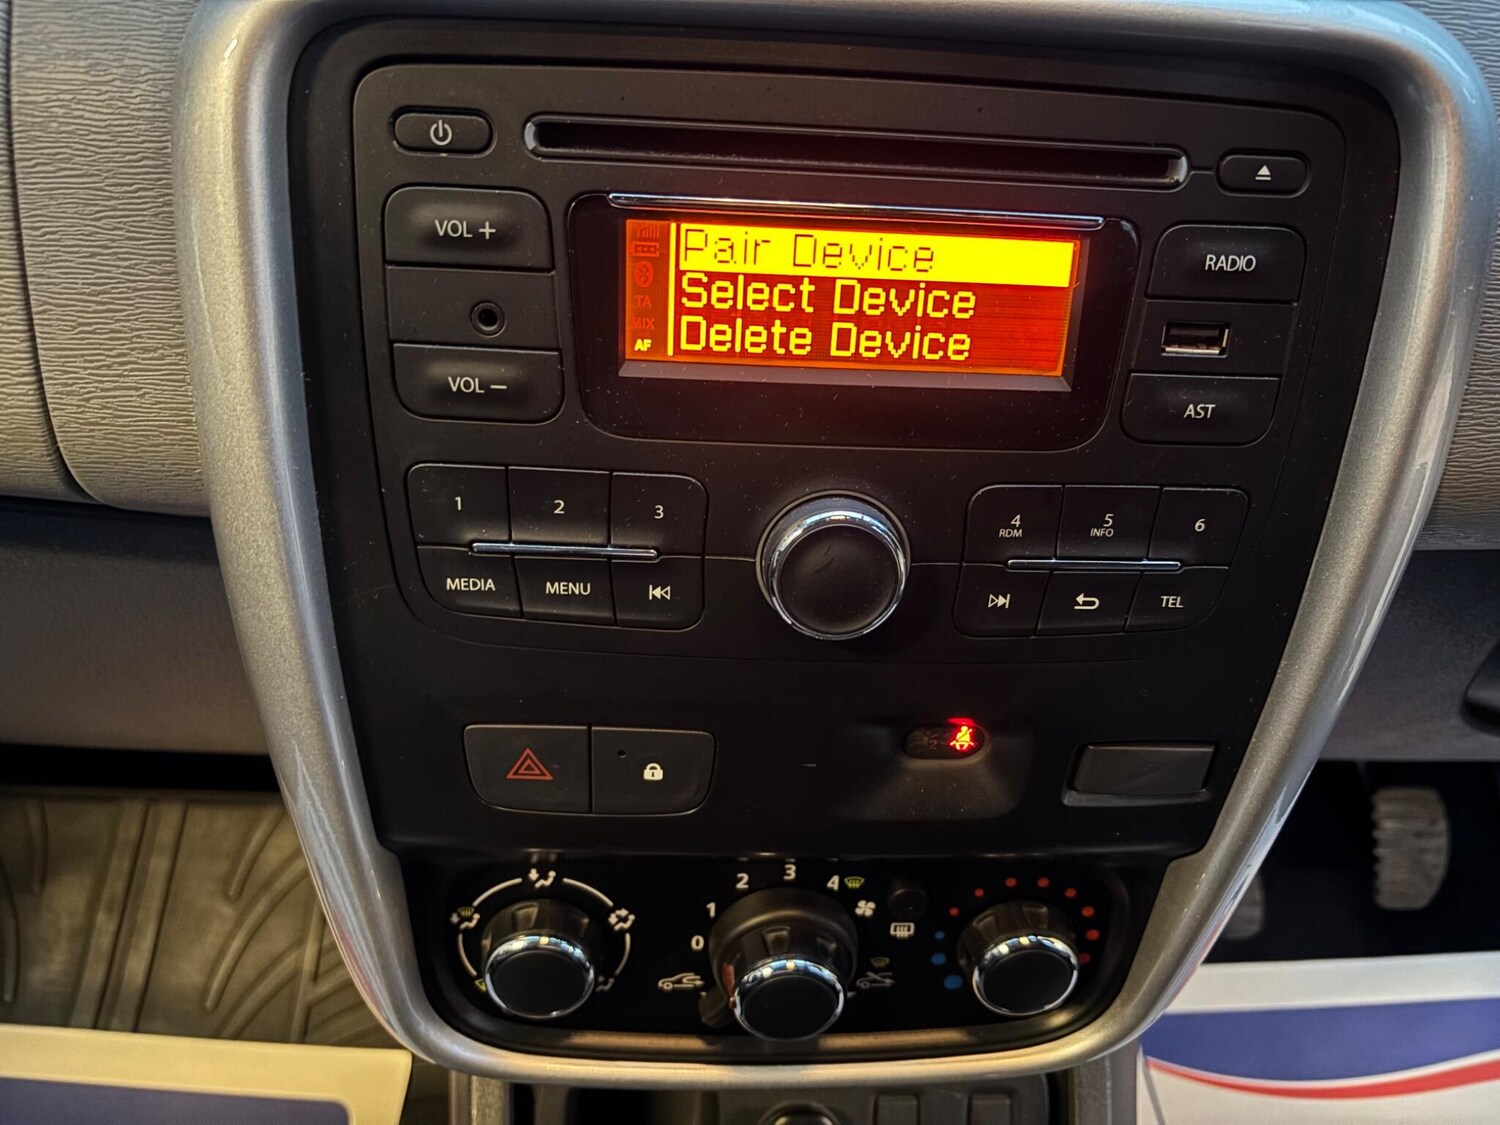 VOL +
VOL −
Pair Device
Select Device
Delete Device
TA
MIX
AF
RADIO
AST
1
2
3
MEDIA
MENU
4
RDM
5
INFO
6
TEL
0
1
2
3
4